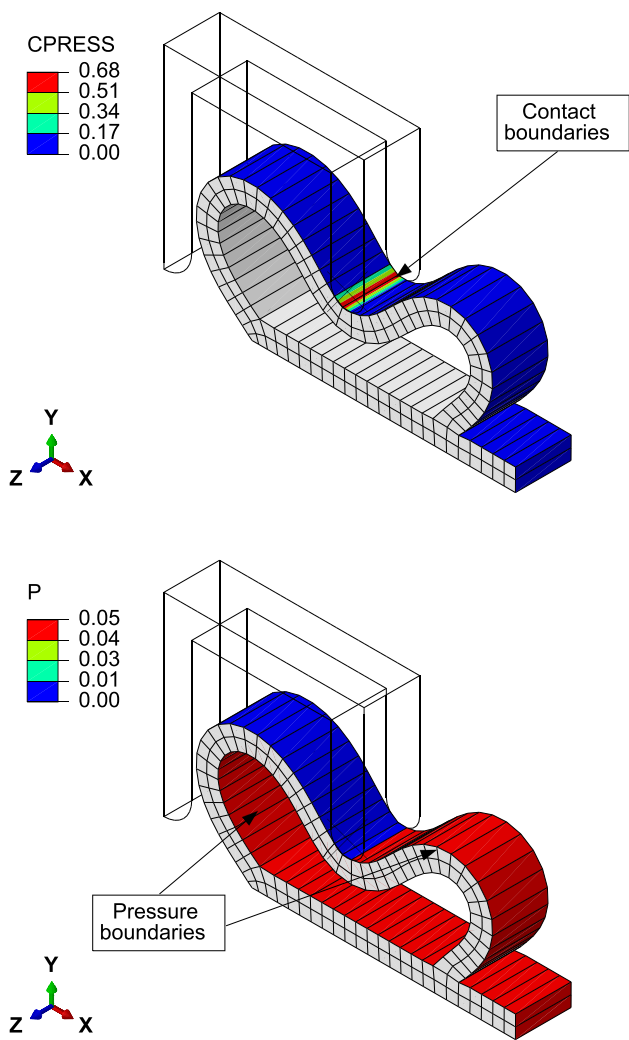 CPRESS
0.68
0.51
0.34
0.17
0.00
Contact
boundaries
Y
Z
X
P
0.05
0.04
0.03
0.01
0.00
Pressure
boundaries
Y
Z
X